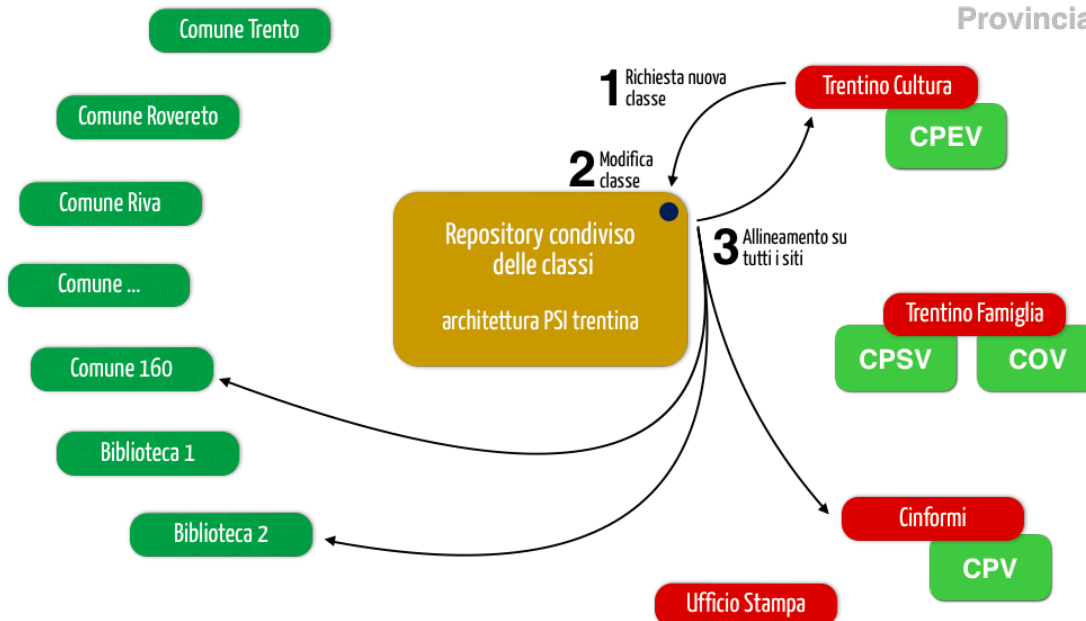 Provincia
Comune Trento
Comune Rovereto
Comune Riva
Comune ...
Comune 160
Biblioteca 1
Biblioteca 2
1 Richiesta nuova
classe
2 Modifica
classe
Repository condiviso
delle classi
architettura PSI trentina
3 Allineamento su
tutti i siti
Trentino Cultura
CPEV
Trentino Famiglia
CPSV
COV
Cinformi
CPV
Ufficio Stampa